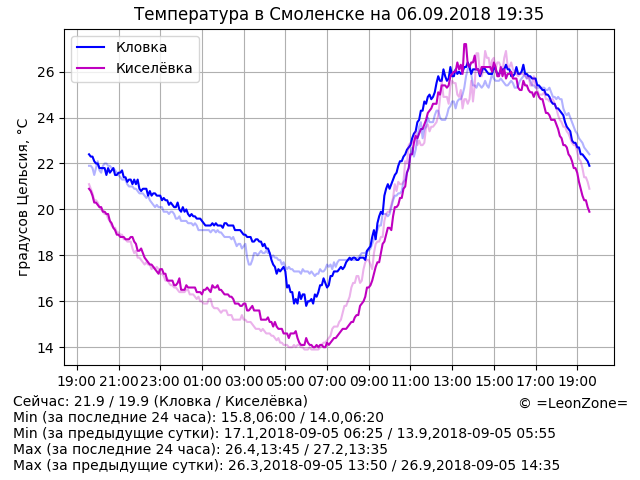 Температура в Смоленске на 06.09.2018 19:35
Кловка
Киселёвка
градусов Цельсия, °C
26
24
22
20
18
16
14
19:00 21:00 23:00 01:00 03:00 05:00 07:00 09:00 11:00 13:00 15:00 17:00 19:00
Сейчас: 21.9 / 19.9 (Кловка / Киселёвка)
© =LeonZone=
Min (за последние 24 часа): 15.8,06:00 / 14.0,06:20
Min (за предыдущие сутки): 17.1,2018-09-05 06:25 / 13.9,2018-09-05 05:55
Max (за последние 24 часа): 26.4,13:45 / 27.2,13:35
Max (за предыдущие сутки): 26.3,2018-09-05 13:50 / 26.9,2018-09-05 14:35